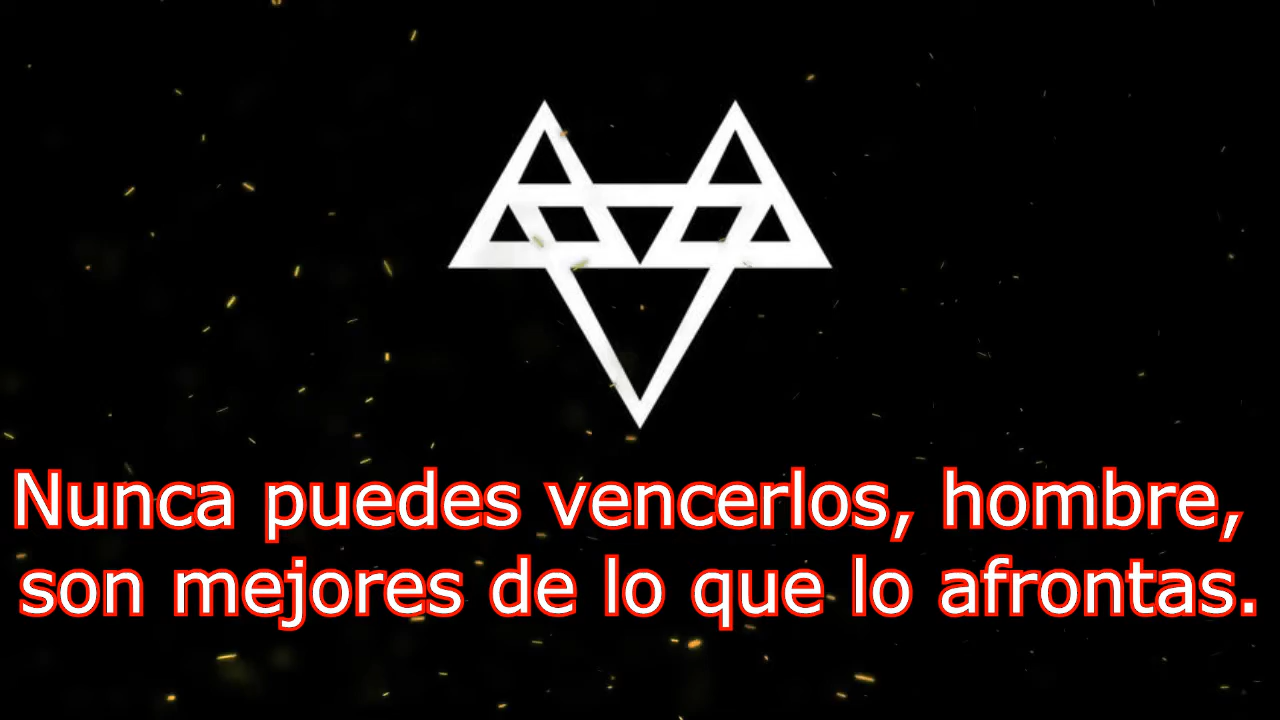 Nunca puedes vencerlos, hombre,
son mejores de lo que lo afrontas.